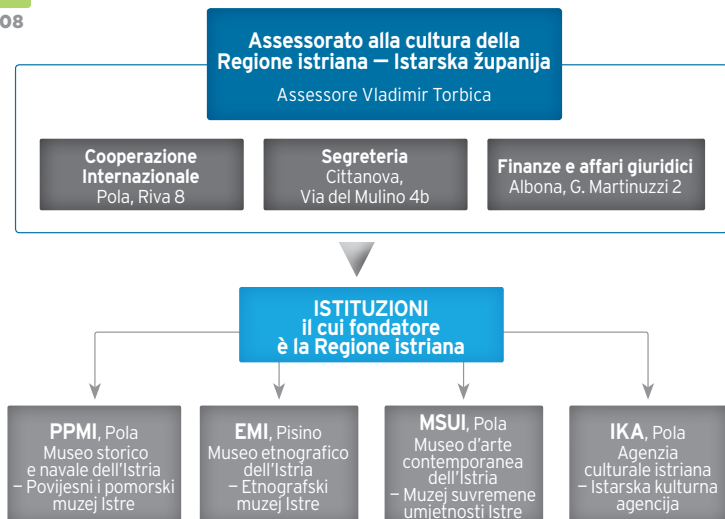 08
Assessorato alla cultura della
Regione istriana — Istarska županija
Assessore Vladimir Torbica
Cooperazione
Internazionale
Pola, Riva 8
Segreteria
Cittanova,
Via del Mulino 4b
Finanze e affari giuridici
Albona, G. Martinuzzi 2
ISTITUZIONI
il cui fondatore
è la Regione istriana
PPMI, Pola
Museo storico
e navale dell'Istria
– Povijesni i pomorski
muzej Istre
EMI, Pisino
Museo etnografico
dell'Istria
– Etnografski
muzej Istre
MSUI, Pola
Museo d'arte
contemporanea
dell'Istria
– Muzej suvremene
umjetnosti Istre
IKA, Pola
Agenzia
culturale istriana
– Istarska kulturna
agencija